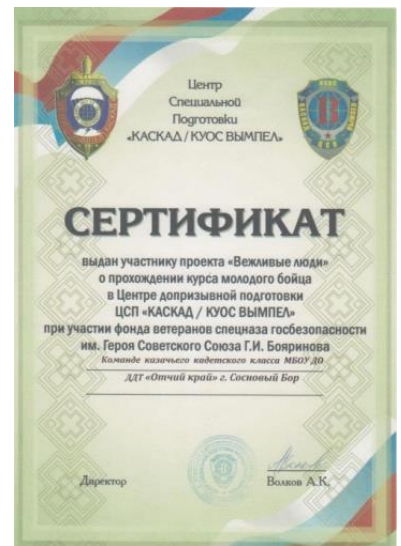 Центр
Специальной
Подготовки
«КАСКАД / КУОС ВЫМПЕЛ»
В
СЕРТИФИКАТ
выдан участнику проекта «Вежливые люди»
о прохождении курса молодого бойца
в Центре допризывной подготовки
ЦСП «КАСКАД / КУОС ВЫМПЕЛ»
при участии фонда ветеранов спецназа госбезопасности
им. Героя Советского Союза Г.И. Бояринова
Команде казачьего кадетского класса МБОУ ДО
ДДТ «Отчий край» г. Сосновый Бор
Директор
Волков А.К.